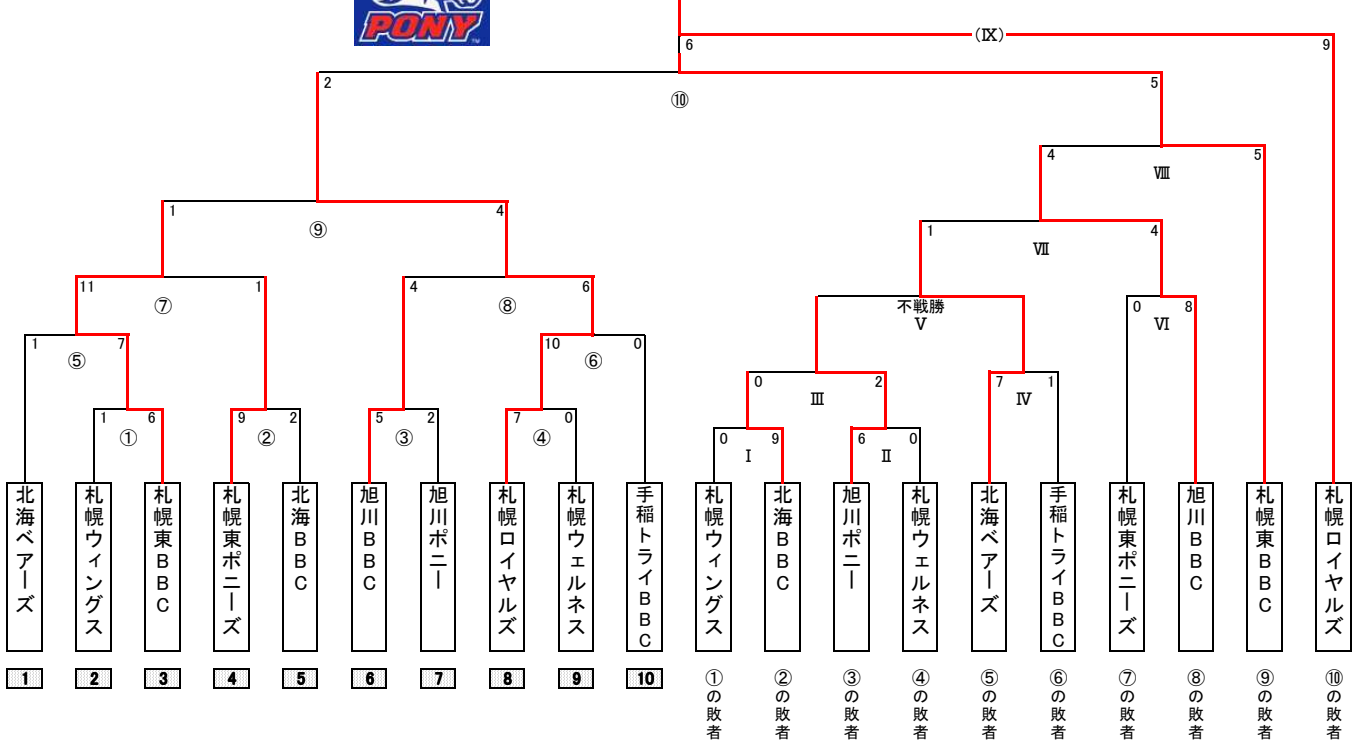 PONY
TM
(Ⅸ)
6
9
2
5
⑩
4
5
Ⅷ
1
4
⑨
1
4
Ⅶ
11
1
⑦
4
6
⑧
不戦勝
Ⅴ
0
8
Ⅵ
1
7
⑤
10
0
⑥
0
2
Ⅲ
7
1
Ⅳ
1
6
①
9
2
②
5
2
③
7
0
④
0
9
Ⅰ
6
0
Ⅱ
北海ベアーズ
札幌ウィングス
札幌東BBC
札幌東ポニーズ
北海BBC
旭川BBC
旭川ポニー
札幌ロイヤルズ
札幌ウェルネス
手稲トライBBC
札幌ウィングス
北海BBC
旭川ポニー
札幌ウェルネス
北海ベアーズ
手稲トライBBC
札幌東ポニーズ
旭川BBC
札幌東BBC
札幌ロイヤルズ
1
2
3
4
5
6
7
8
9
10
①の敗者
②の敗者
③の敗者
④の敗者
⑤の敗者
⑥の敗者
⑦の敗者
⑧の敗者
⑨の敗者
⑩の敗者